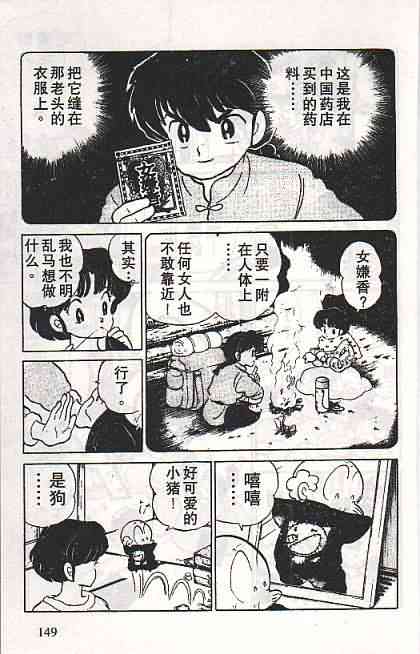 这是我在
中国药店
买到的药
料……
把它缝在
那老头的
衣服上。
女嫌香？
只要一附
在人体上
……
任何女人也
不敢靠近！
其实…
我也不明
乱马想做
什么。
行了。
嘻嘻
……
好可爱的
小猪！
是狗
……
149